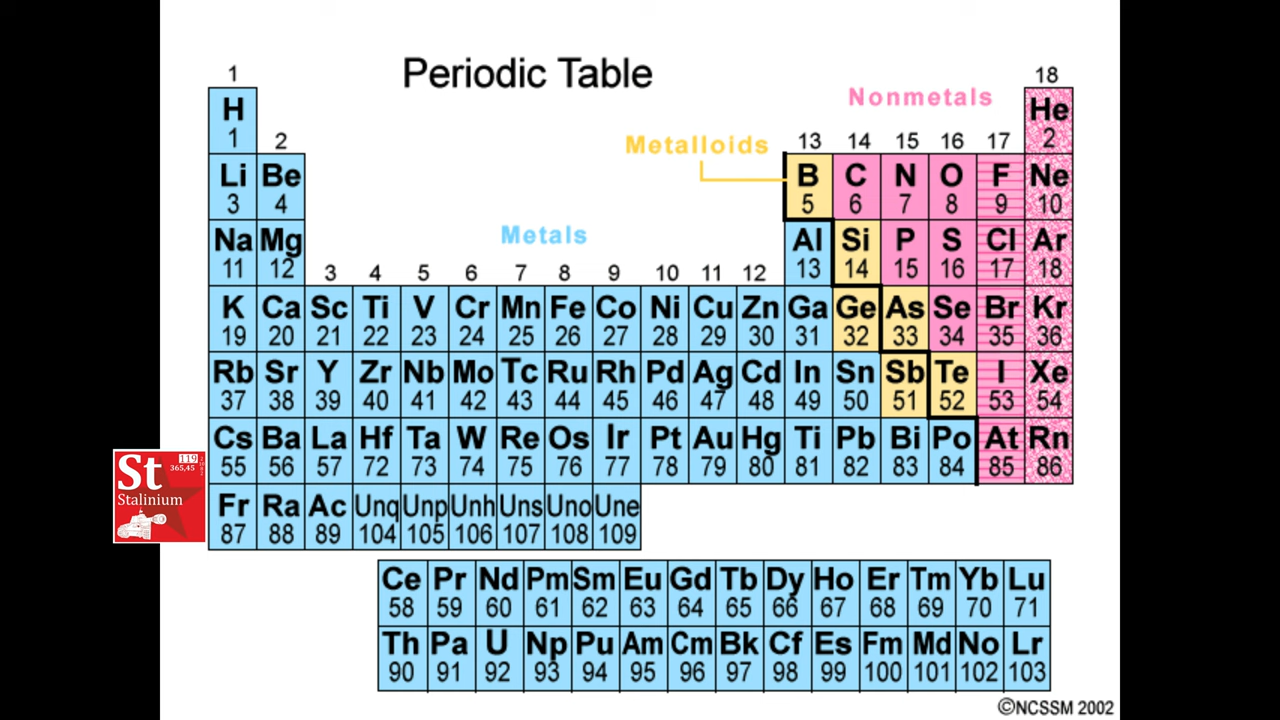 Periodic Table
1 18
Nonmetals
H He
1 2
2 13 14 15 16 17
Metalloids
Li Be B C N O F Ne
3 4 5 6 7 8 9 10
Metals
Na Mg Al Si P S Cl Ar
11 12 13 14 15 16 17 18
3 4 5 6 7 8 9 10 11 12
K Ca Sc Ti V Cr Mn Fe Co Ni Cu Zn Ga Ge As Se Br Kr
19 20 21 22 23 24 25 26 27 28 29 30 31 32 33 34 35 36
Rb Sr Y Zr Nb Mo Tc Ru Rh Pd Ag Cd In Sn Sb Te I Xe
37 38 39 40 41 42 43 44 45 46 47 48 49 50 51 52 53 54
Cs Ba La Hf Ta W Re Os Ir Pt Au Hg Ti Pb Bi Po At Rn
55 56 57 72 73 74 75 76 77 78 79 80 81 82 83 84 85 86
St 119
365,45
Stalinium
Fr Ra Ac Unq Unp Unh Uns Uno Une
87 88 89 104 105 106 107 108 109
Ce Pr Nd Pm Sm Eu Gd Tb Dy Ho Er Tm Yb Lu
58 59 60 61 62 63 64 65 66 67 68 69 70 71
Th Pa U Np Pu Am Cm Bk Cf Es Fm Md No Lr
90 91 92 93 94 95 96 97 98 99 100 101 102 103
©NCSSM 2002